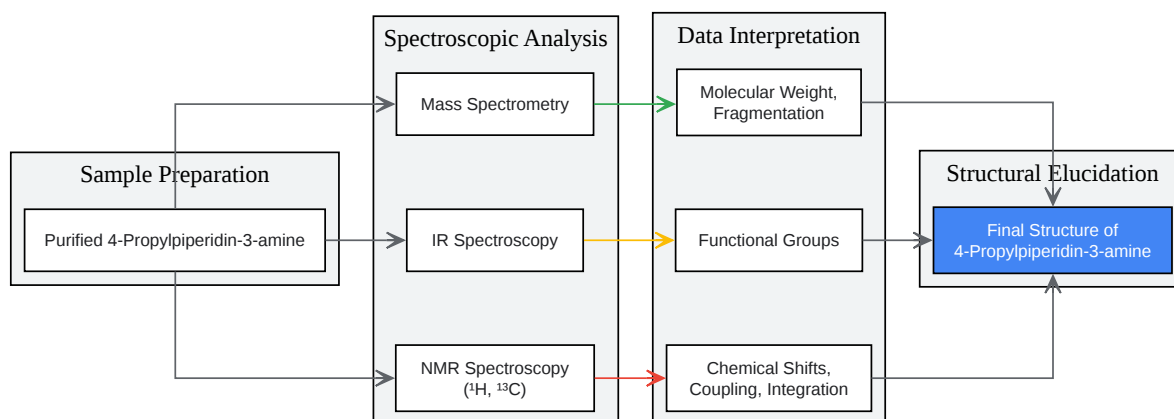 Sample Preparation
Purified 4-Propylpiperidin-3-amine
Spectroscopic Analysis
Mass Spectrometry
IR Spectroscopy
NMR Spectroscopy
(¹H, ¹³C)
Data Interpretation
Molecular Weight,
Fragmentation
Functional Groups
Chemical Shifts,
Coupling, Integration
Structural Elucidation
Final Structure of
4-Propylpiperidin-3-amine